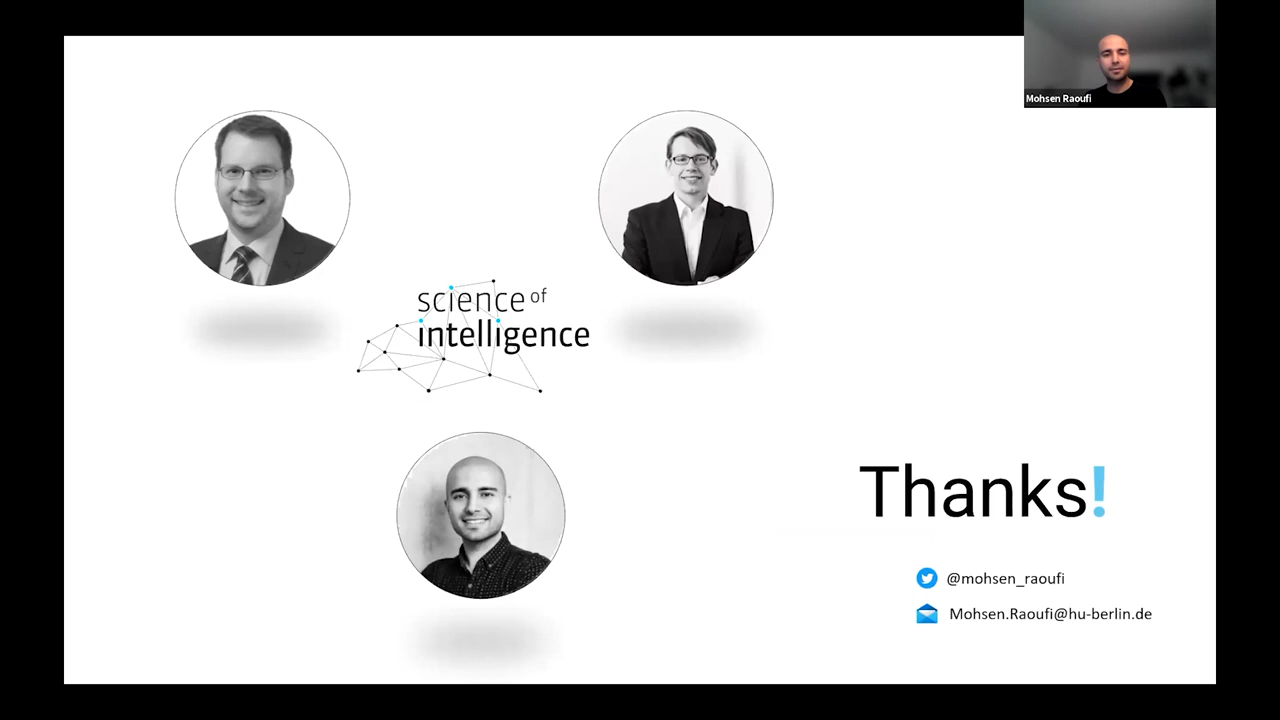 Mohsen Raoufi
science of
intelligence
Thanks!
@mohsen_raoufi
Mohsen.Raoufi@hu-berlin.de